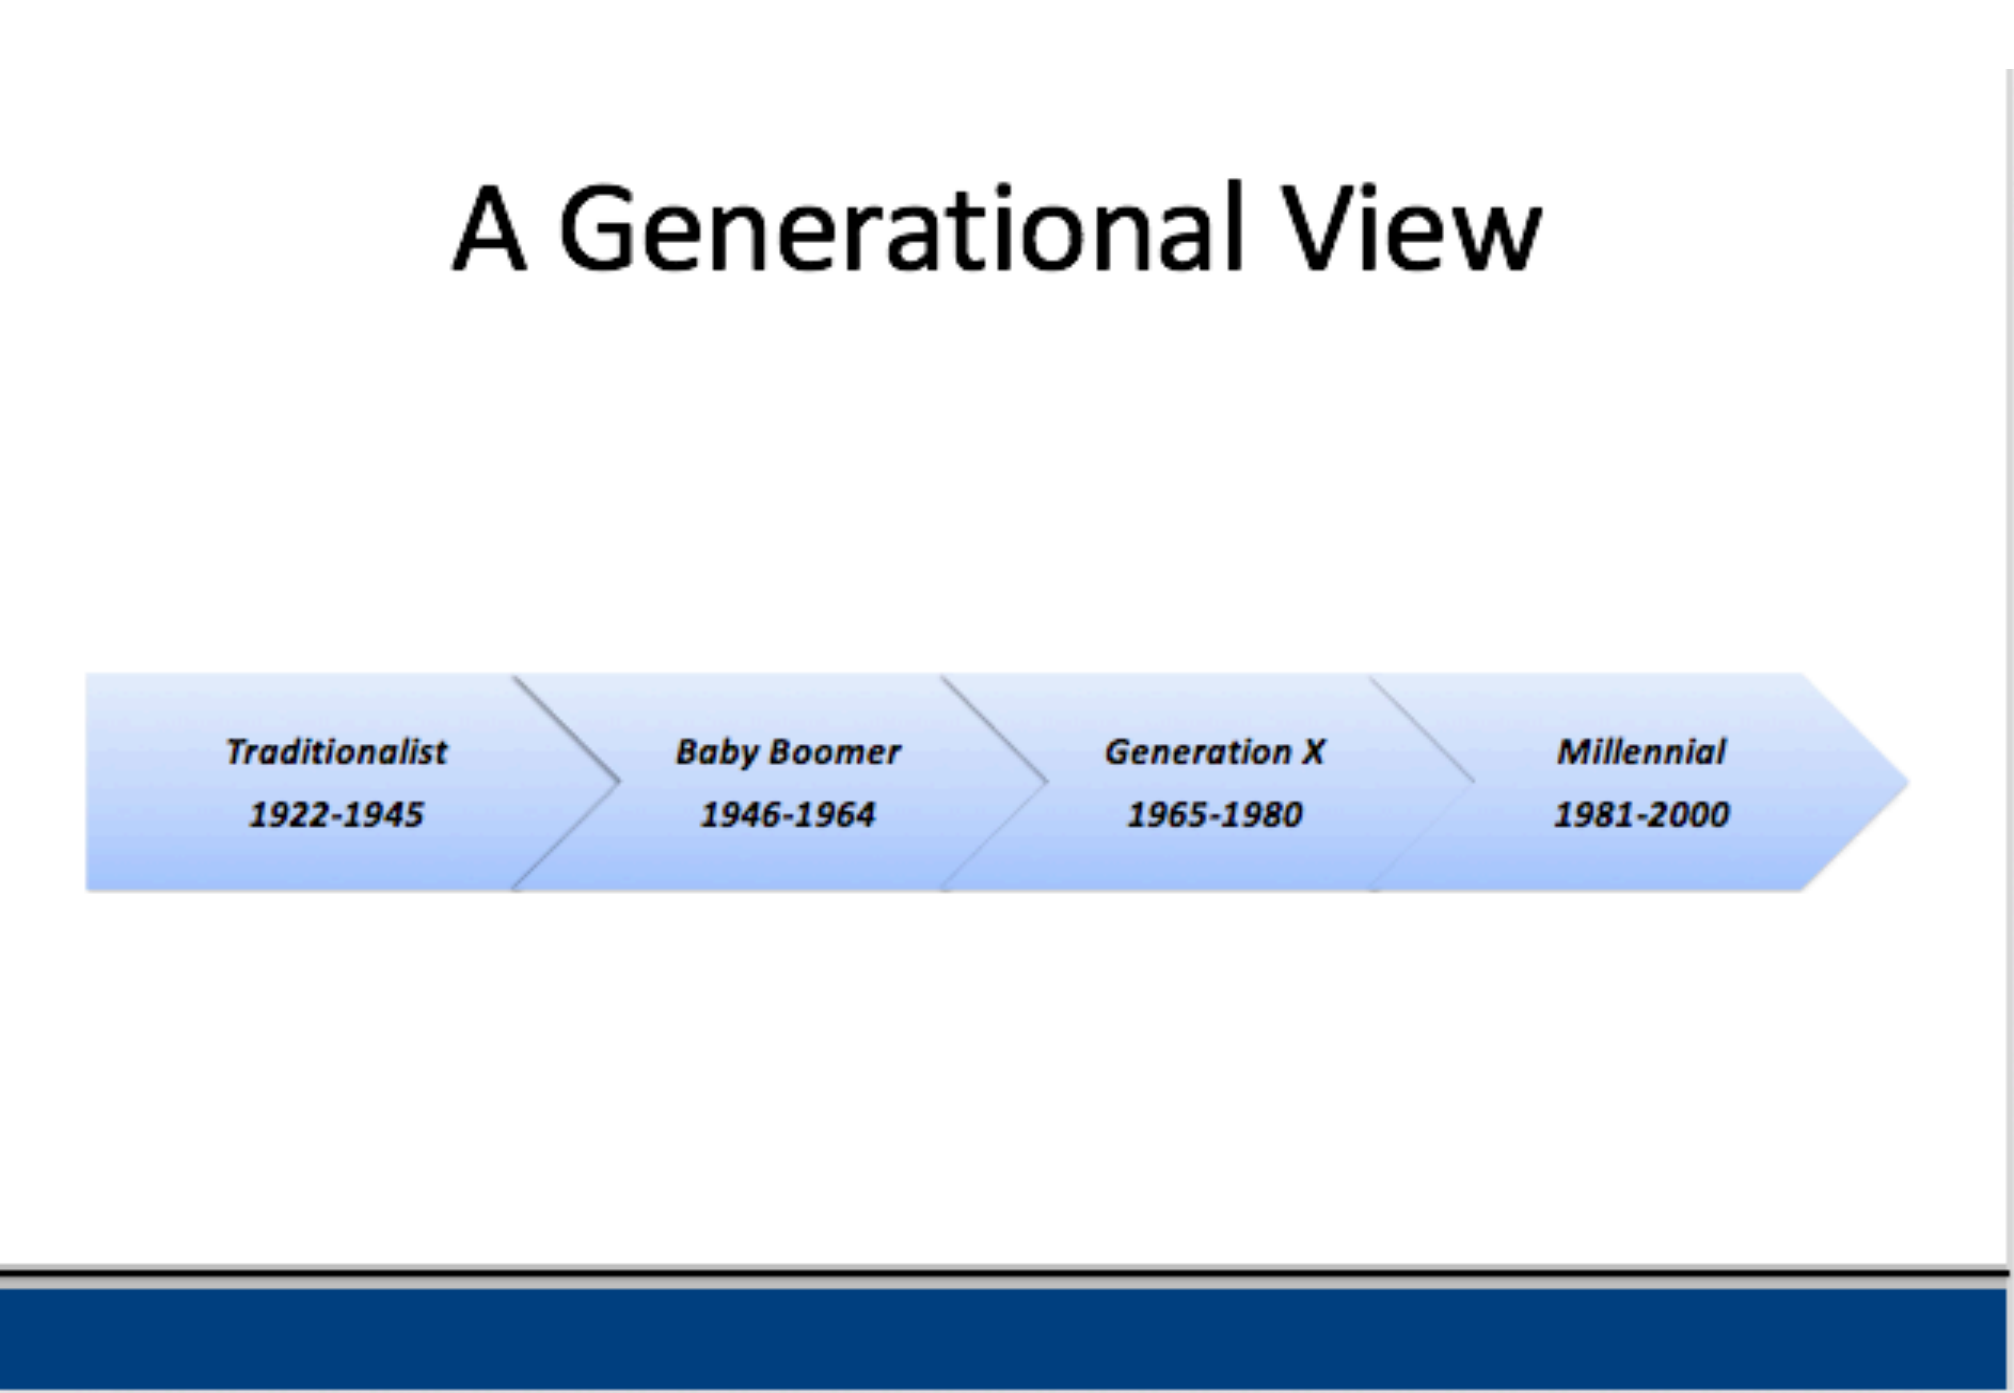 A Generational View
Traditionalist
1922-1945
Baby Boomer
1946-1964
Generation X
1965-1980
Millennial
1981-2000